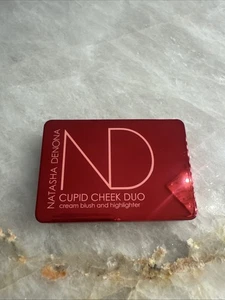 NATASHA DENONA
ND
CUPID CHEEK DUO
cream blush and highlighter